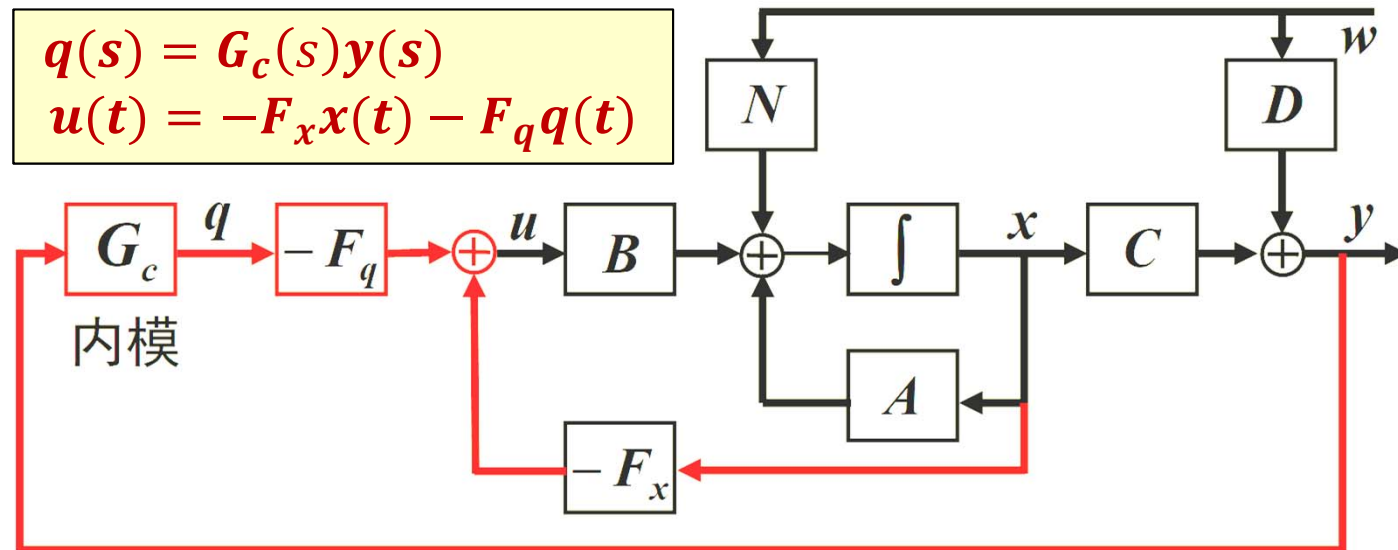 q(s) = G_c(s)y(s)
u(t) = −F_x x(t) − F_q q(t)
w
N
D
G_c
q
− F_q
u
B
∫
x
C
y
内模
A
− F_x